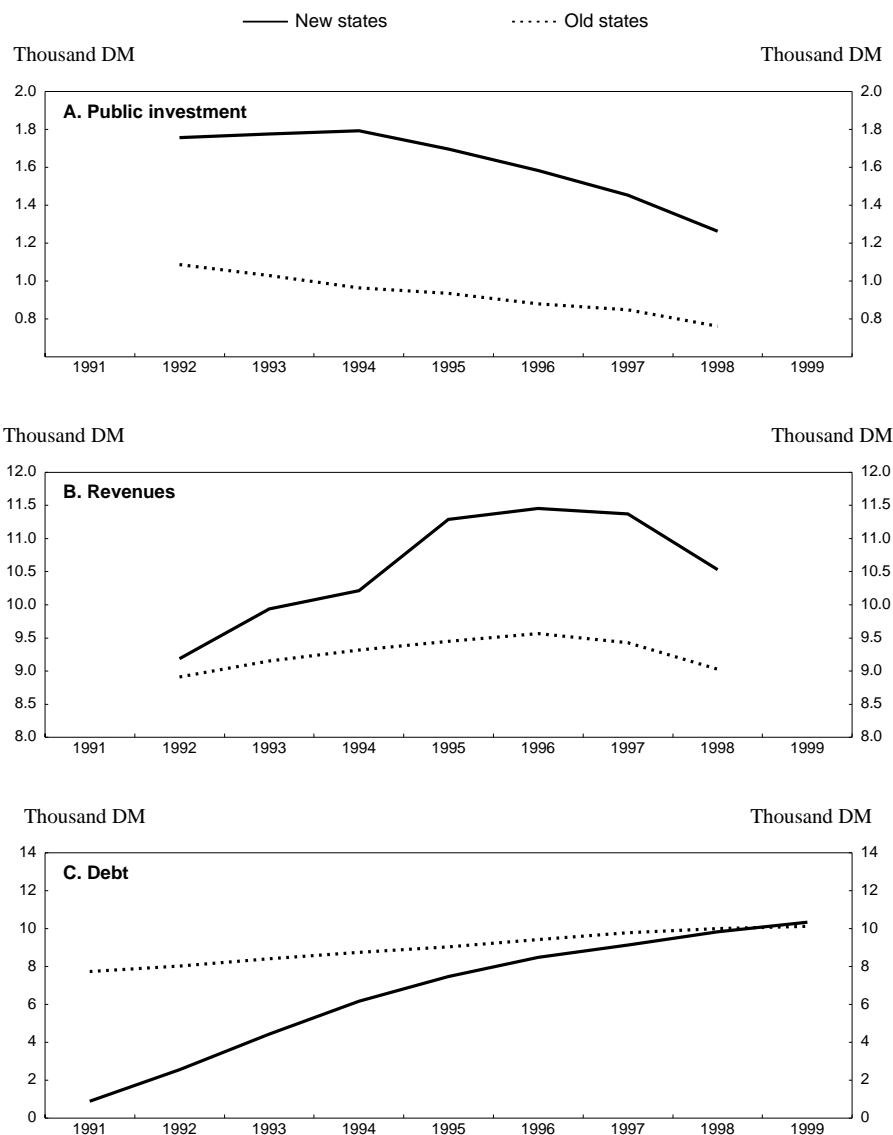 New states Old states
Thousand DM Thousand DM
2.0 2.0
A. Public investment
1.8 1.8
1.6 1.6
1.4 1.4
1.2 1.2
1.0 1.0
0.8 0.8
1991 1992 1993 1994 1995 1996 1997 1998 1999
Thousand DM Thousand DM
12.0 12.0
B. Revenues
11.5 11.5
11.0 11.0
10.5 10.5
10.0 10.0
9.5 9.5
9.0 9.0
8.5 8.5
8.0 8.0
1991 1992 1993 1994 1995 1996 1997 1998 1999
Thousand DM Thousand DM
14 14
C. Debt
12 12
10 10
8 8
6 6
4 4
2 2
0 0
1991 1992 1993 1994 1995 1996 1997 1998 1999